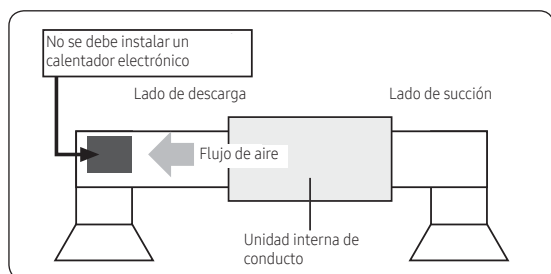 No se debe instalar un
calentador electrónico
Lado de descarga
Lado de succión
Flujo de aire
Unidad interna de
conducto